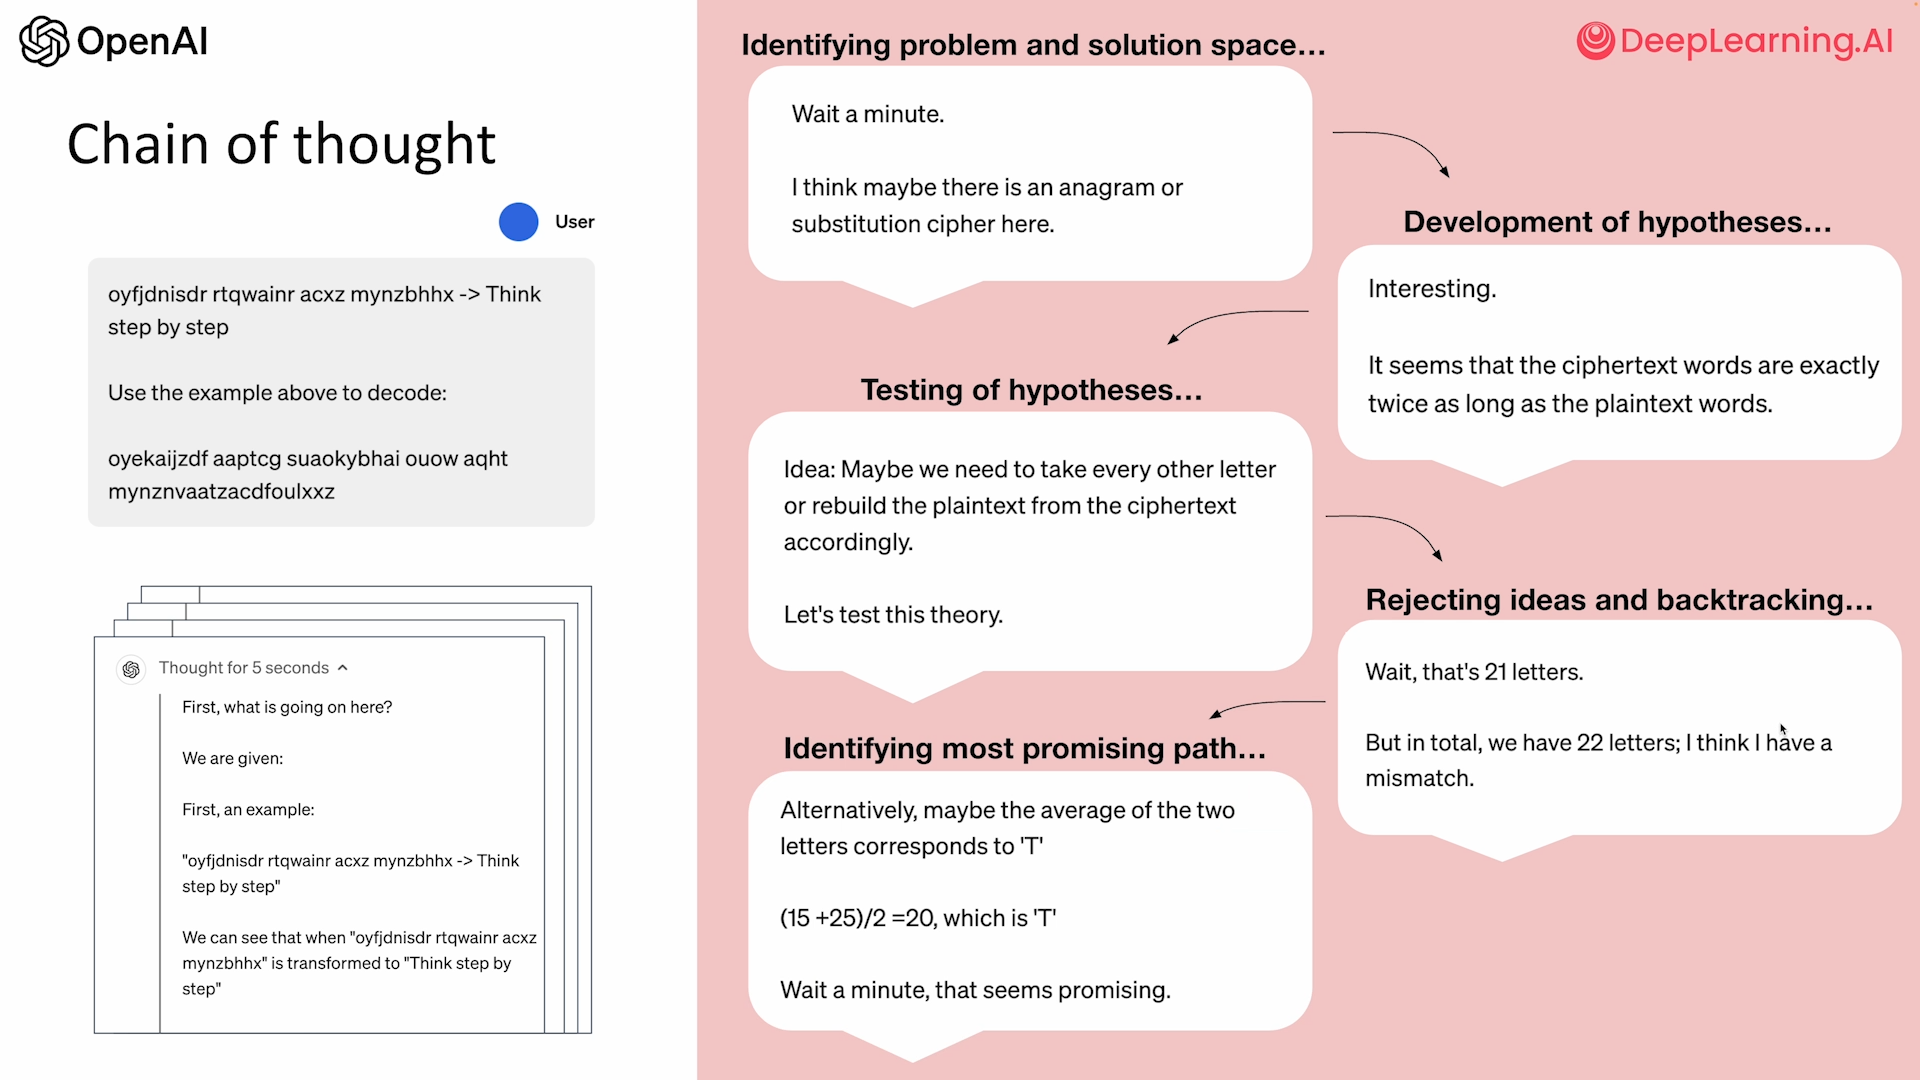 OpenAI
DeepLearning.AI
Chain of thought
User
oyfjdnisdr rtqwainr acxz mynzbhhx -> Think
step by step
Use the example above to decode:
oyekaijzdf aaptcg suaokybhai ouow aqht
mynznvaatzacdfoulxxz
Thought for 5 seconds
First, what is going on here?
We are given:
First, an example:
"oyfjdnisdr rtqwainr acxz mynzbhhx -> Think
step by step"
We can see that when "oyfjdnisdr rtqwainr acxz
mynzbhhx" is transformed to "Think step by
step"
Identifying problem and solution space...
Wait a minute.
I think maybe there is an anagram or
substitution cipher here.
Development of hypotheses...
Interesting.
It seems that the ciphertext words are exactly
twice as long as the plaintext words.
Testing of hypotheses...
Idea: Maybe we need to take every other letter
or rebuild the plaintext from the ciphertext
accordingly.
Let's test this theory.
Rejecting ideas and backtracking...
Wait, that's 21 letters.
But in total, we have 22 letters; I think I have a
mismatch.
Identifying most promising path...
Alternatively, maybe the average of the two
letters corresponds to 'T'
(15 +25)/2 =20, which is 'T'
Wait a minute, that seems promising.